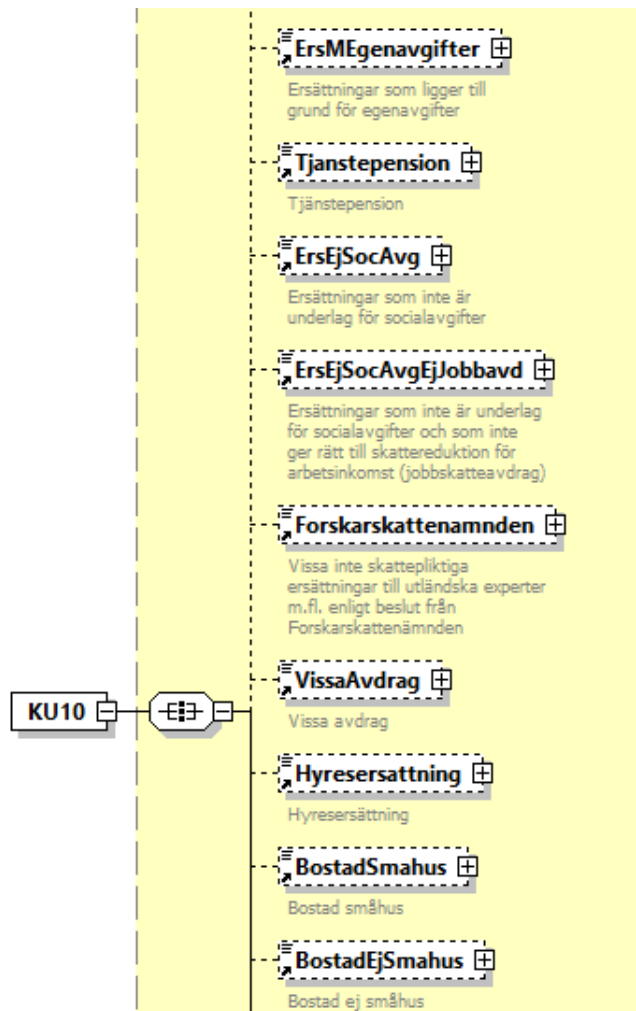 ErsMEgenavgifter
Ersättningar som ligger till
grund för egenavgifter
Tjanstepension
Tjänstepension
ErsEjSocAvg
Ersättningar som inte är
underlag för socialavgifter
ErsEjSocAvgEjJobbavd
Ersättningar som inte är underlag
för socialavgifter och som inte
ger rätt till skattereduktion för
arbetsinkomst (jobbskatteavdrag)
Forskarskattenamnden
Vissa inte skattepliktiga
ersättningar till utländska experter
m.fl. enligt beslut från
Forskarskattenämnden
VissaAvdrag
Vissa avdrag
KU10
Hyresersattning
Hyresersättning
BostadSmahus
Bostad småhus
BostadEjSmahus
Bostad ej småhus